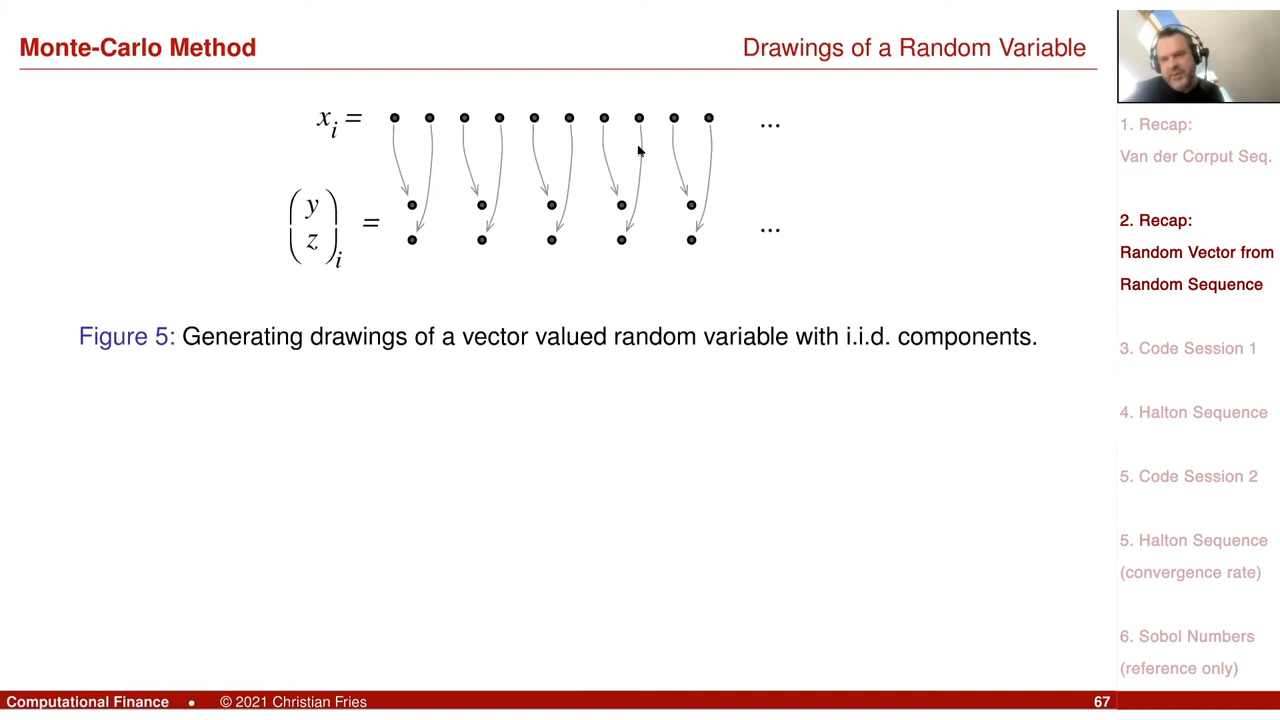 Monte-Carlo Method
Drawings of a Random Variable
x_i = ...
(y z)_i = ...
Figure 5: Generating drawings of a vector valued random variable with i.i.d. components.
1. Recap:
Van der Corput Seq.
2. Recap:
Random Vector from
Random Sequence
3. Code Session 1
4. Halton Sequence
5. Code Session 2
5. Halton Sequence
(convergence rate)
6. Sobol Numbers
(reference only)
Computational Finance • © 2021 Christian Fries
67